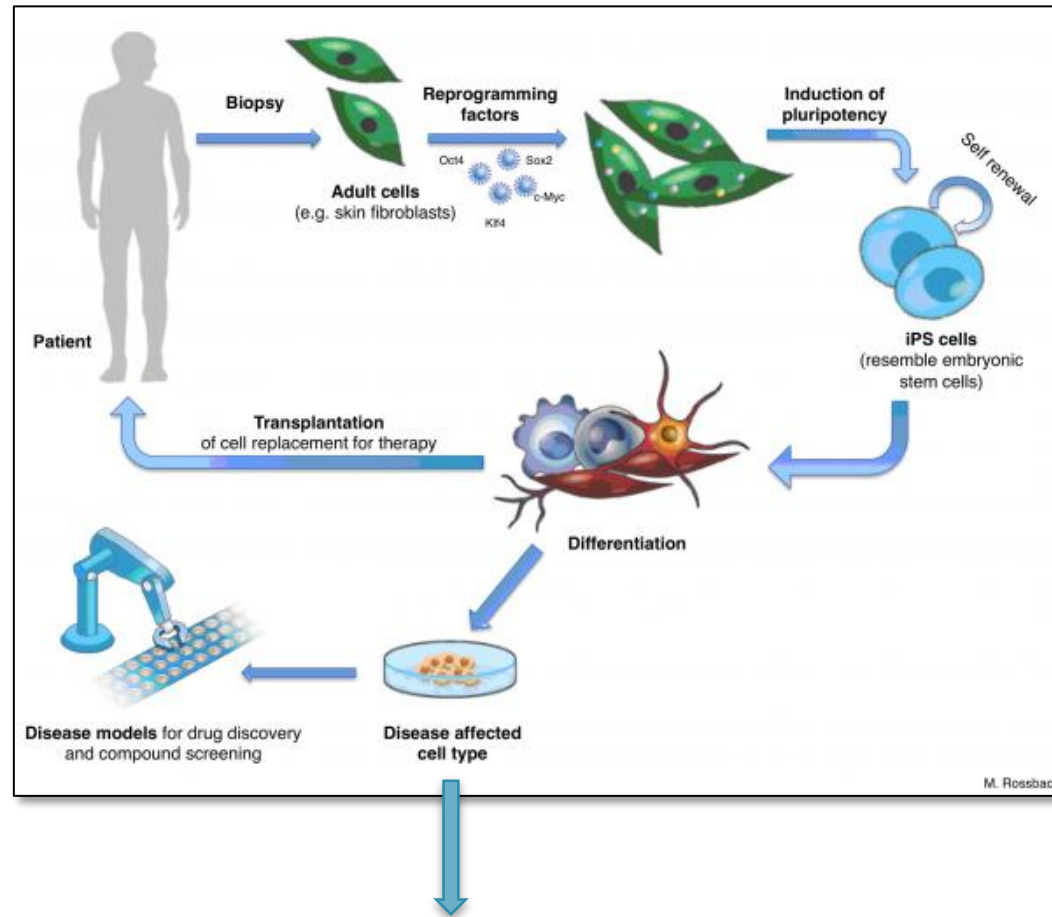 Biopsy
Reprogramming
factors
Oct4
Sox2
c-Myc
Klf4
Adult cells
(e.g. skin fibroblasts)
Induction of
pluripotency
Self renewal
iPS cells
(resemble embryonic
stem cells)
Patient
Transplantation
of cell replacement for therapy
Differentiation
Disease models for drug discovery
and compound screening
Disease affected
cell type
M. Rossbac